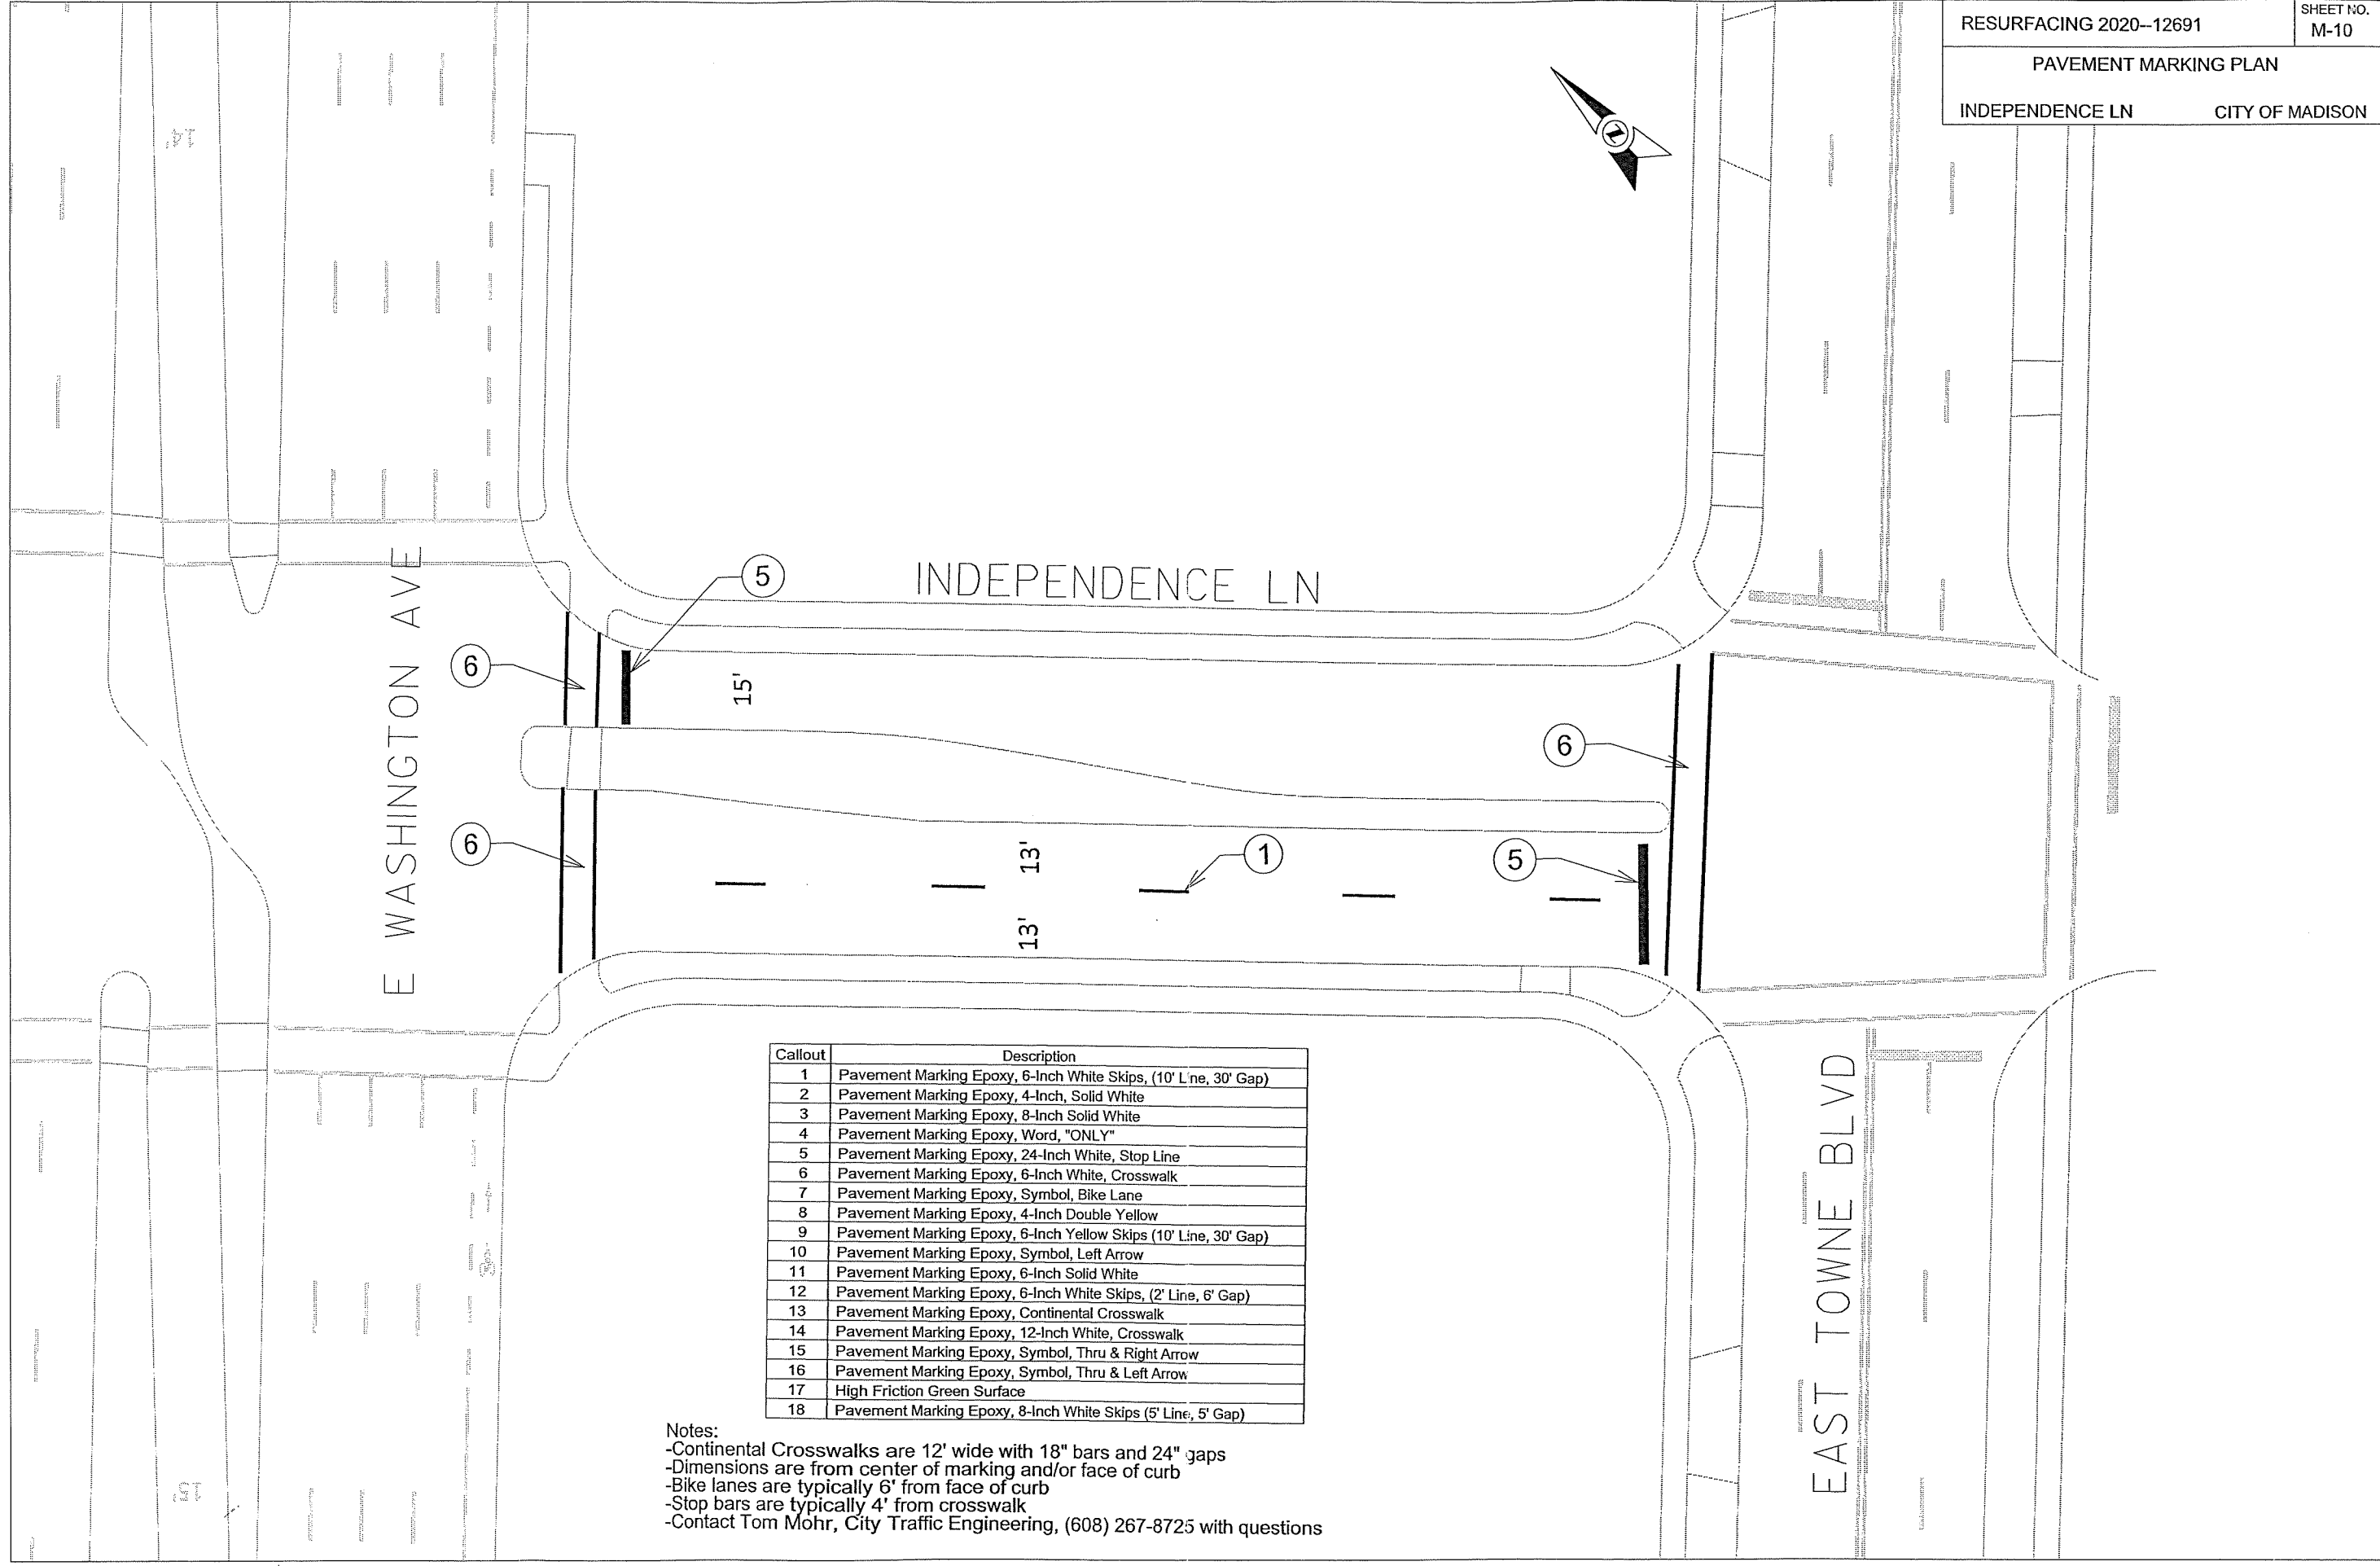 RESURFACING 2020--12691
SHEET NO.
M-10
PAVEMENT MARKING PLAN
INDEPENDENCE LN CITY OF MADISON
INDEPENDENCE LN
E WASHINGTON AVE
EAST TOWNE BLVD
5
6
15'
6
6
1
5
13'
13'
Callout Description
1 Pavement Marking Epoxy, 6-Inch White Skips, (10' Line, 30' Gap)
2 Pavement Marking Epoxy, 4-Inch, Solid White
3 Pavement Marking Epoxy, 8-Inch Solid White
4 Pavement Marking Epoxy, Word, "ONLY"
5 Pavement Marking Epoxy, 24-Inch White, Stop Line
6 Pavement Marking Epoxy, 6-Inch White, Crosswalk
7 Pavement Marking Epoxy, Symbol, Bike Lane
8 Pavement Marking Epoxy, 4-Inch Double Yellow
9 Pavement Marking Epoxy, 6-Inch Yellow Skips (10' Line, 30' Gap)
10 Pavement Marking Epoxy, Symbol, Left Arrow
11 Pavement Marking Epoxy, 6-Inch Solid White
12 Pavement Marking Epoxy, 6-Inch White Skips, (2' Line, 6' Gap)
13 Pavement Marking Epoxy, Continental Crosswalk
14 Pavement Marking Epoxy, 12-Inch White, Crosswalk
15 Pavement Marking Epoxy, Symbol, Thru & Right Arrow
16 Pavement Marking Epoxy, Symbol, Thru & Left Arrow
17 High Friction Green Surface
18 Pavement Marking Epoxy, 8-Inch White Skips (5' Line, 5' Gap)
Notes:
-Continental Crosswalks are 12' wide with 18" bars and 24" gaps
-Dimensions are from center of marking and/or face of curb
-Bike lanes are typically 6' from face of curb
-Stop bars are typically 4' from crosswalk
-Contact Tom Mohr, City Traffic Engineering, (608) 267-8725 with questions